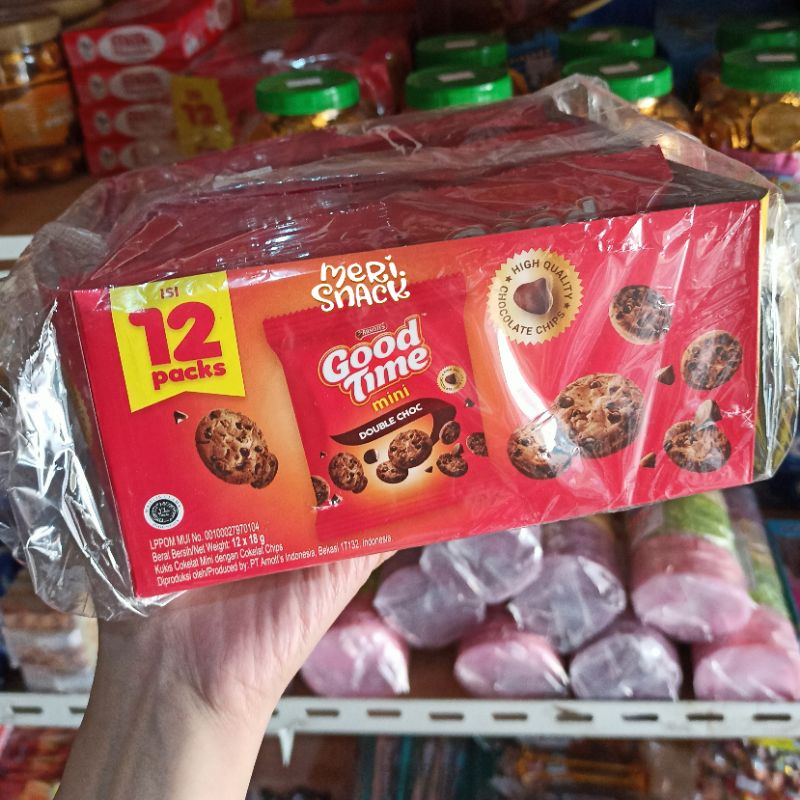 ISI
12
packs
MERI.
SNACK
ARNOTT'S
Good
Time
mini
DOUBLE CHOC
HIGH QUALITY
CHOCOLATE CHIPS
LPPOM MUI No. 00100027970104
Berat Bersih/Net Weight: 12 x 18 g
Kukis Cokelat Mini dengan Cokelat Chips
Diproduksi oleh/Produced by: PT Arnott's Indonesia, Bekasi 17132, Indonesia
12